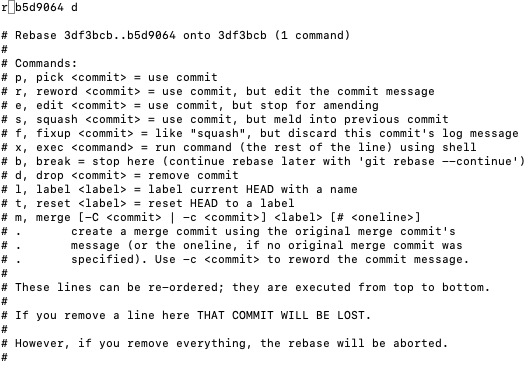 r b5d9064 d

# Rebase 3df3bcb..b5d9064 onto 3df3bcb (1 command)
#
# Commands:
# p, pick <commit> = use commit
# r, reword <commit> = use commit, but edit the commit message
# e, edit <commit> = use commit, but stop for amending
# s, squash <commit> = use commit, but meld into previous commit
# f, fixup <commit> = like "squash", but discard this commit's log message
# x, exec <command> = run command (the rest of the line) using shell
# b, break = stop here (continue rebase later with 'git rebase --continue')
# d, drop <commit> = remove commit
# l, label <label> = label current HEAD with a name
# t, reset <label> = reset HEAD to a label
# m, merge [-C <commit> | -c <commit>] <label> [# <oneline>]
# .       create a merge commit using the original merge commit's
# .       message (or the oneline, if no original merge commit was
# .       specified). Use -c <commit> to reword the commit message.
#
# These lines can be re-ordered; they are executed from top to bottom.
#
# If you remove a line here THAT COMMIT WILL BE LOST.
#
# However, if you remove everything, the rebase will be aborted.
#